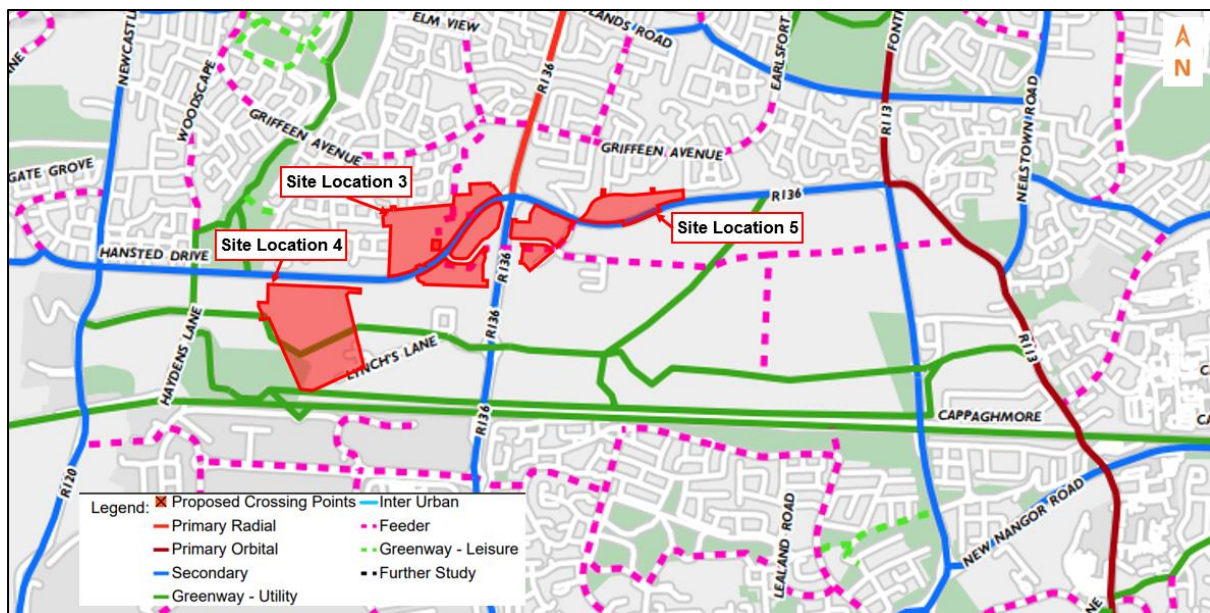 ELM VIEW
LANDS ROAD
EARLSFORT
FONTH
N
NEWCASTL
WOODSCAPE
R136
R113
NEILSTOWN ROAD
GRIFFEEN AVENUE
GRIFFEEN AVENUE
GATE GROVE
Site Location 3
R136
Site Location 4
Site Location 5
HANSTED DRIVE
R136
HAYDENS LANE
R136
LYNCH'S LANE
R113
R136
CAPPAGHMORE
R120
LEALAND ROAD
NEW NANGOR ROAD
Legend:
Proposed Crossing Points
Inter Urban
Primary Radial
Feeder
Primary Orbital
Greenway - Leisure
Secondary
Further Study
Greenway - Utility